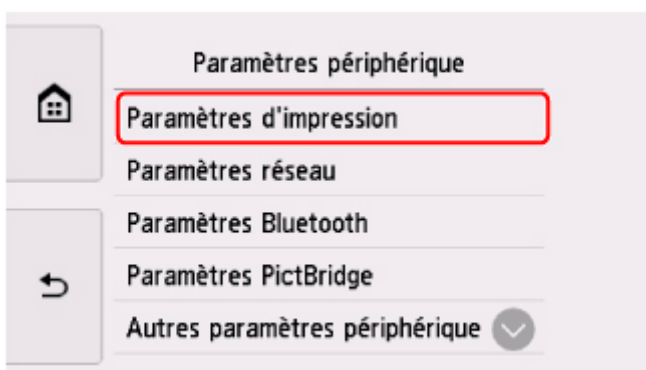 Paramètres périphérique
Paramètres d'impression
Paramètres réseau
Paramètres Bluetooth
Paramètres PictBridge
Autres paramètres périphérique